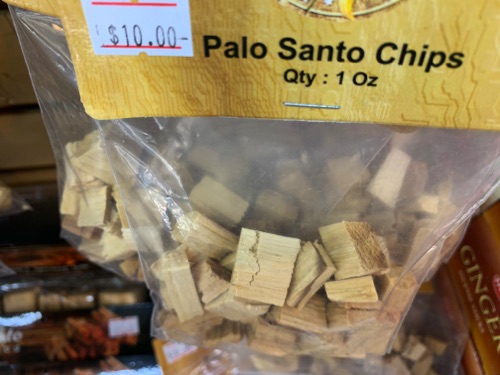 $10.00-
Palo Santo Chips
Qty : 1 Oz
GINGER